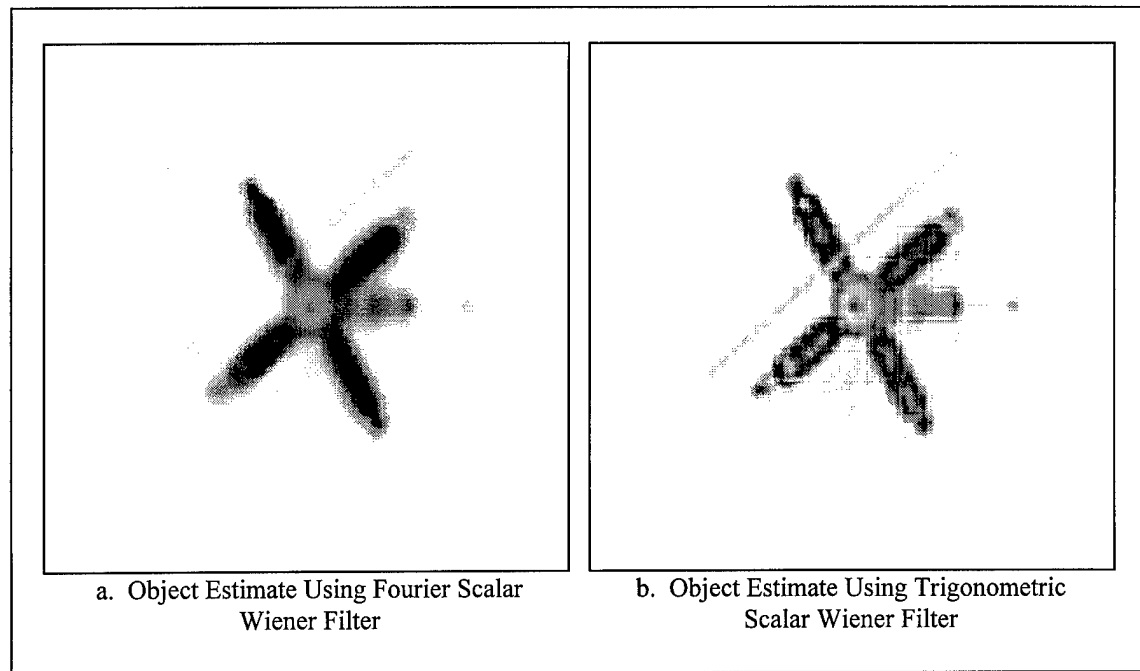 a. Object Estimate Using Fourier Scalar
Wiener Filter
b. Object Estimate Using Trigonometric
Scalar Wiener Filter